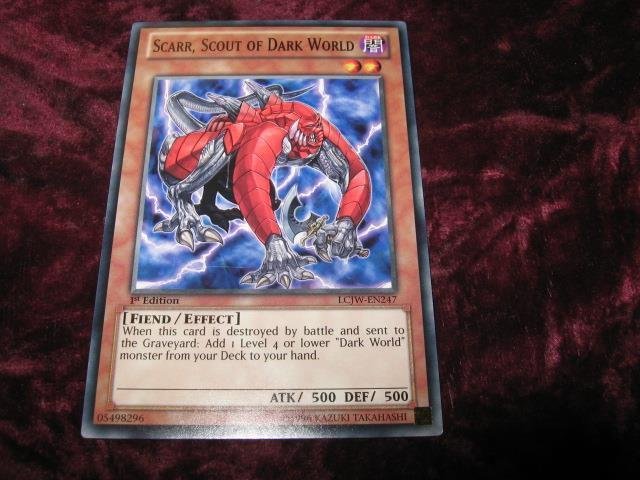 Scarr, Scout of Dark World
闇
1st Edition
LCJW-EN247
[Fiend / Effect]
When this card is destroyed by battle and sent to
the Graveyard: Add 1 Level 4 or lower "Dark World"
monster from your Deck to your hand.
ATK/ 500 DEF/ 500
05498296
1996 KAZUKI TAKAHASHI